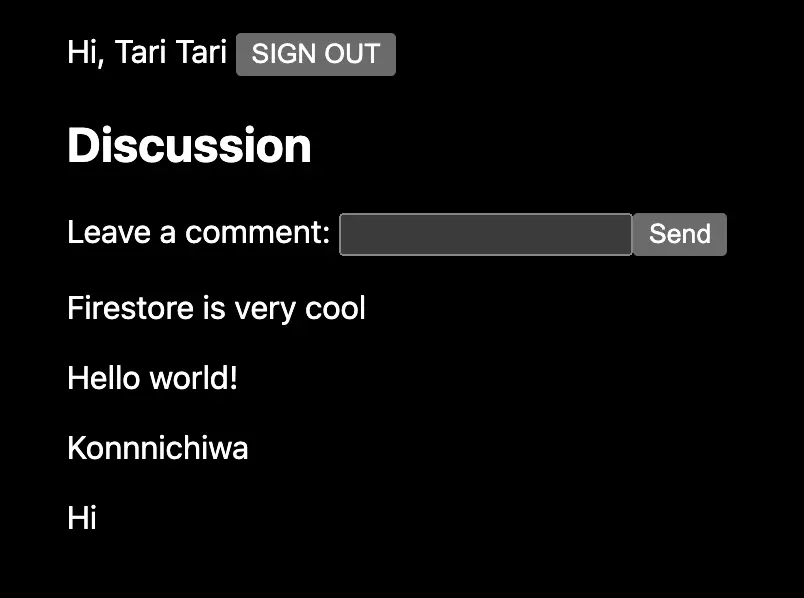 Hi, Tari Tari SIGN OUT
Discussion
Leave a comment: Send
Firestore is very cool
Hello world!
Konnnichiwa
Hi